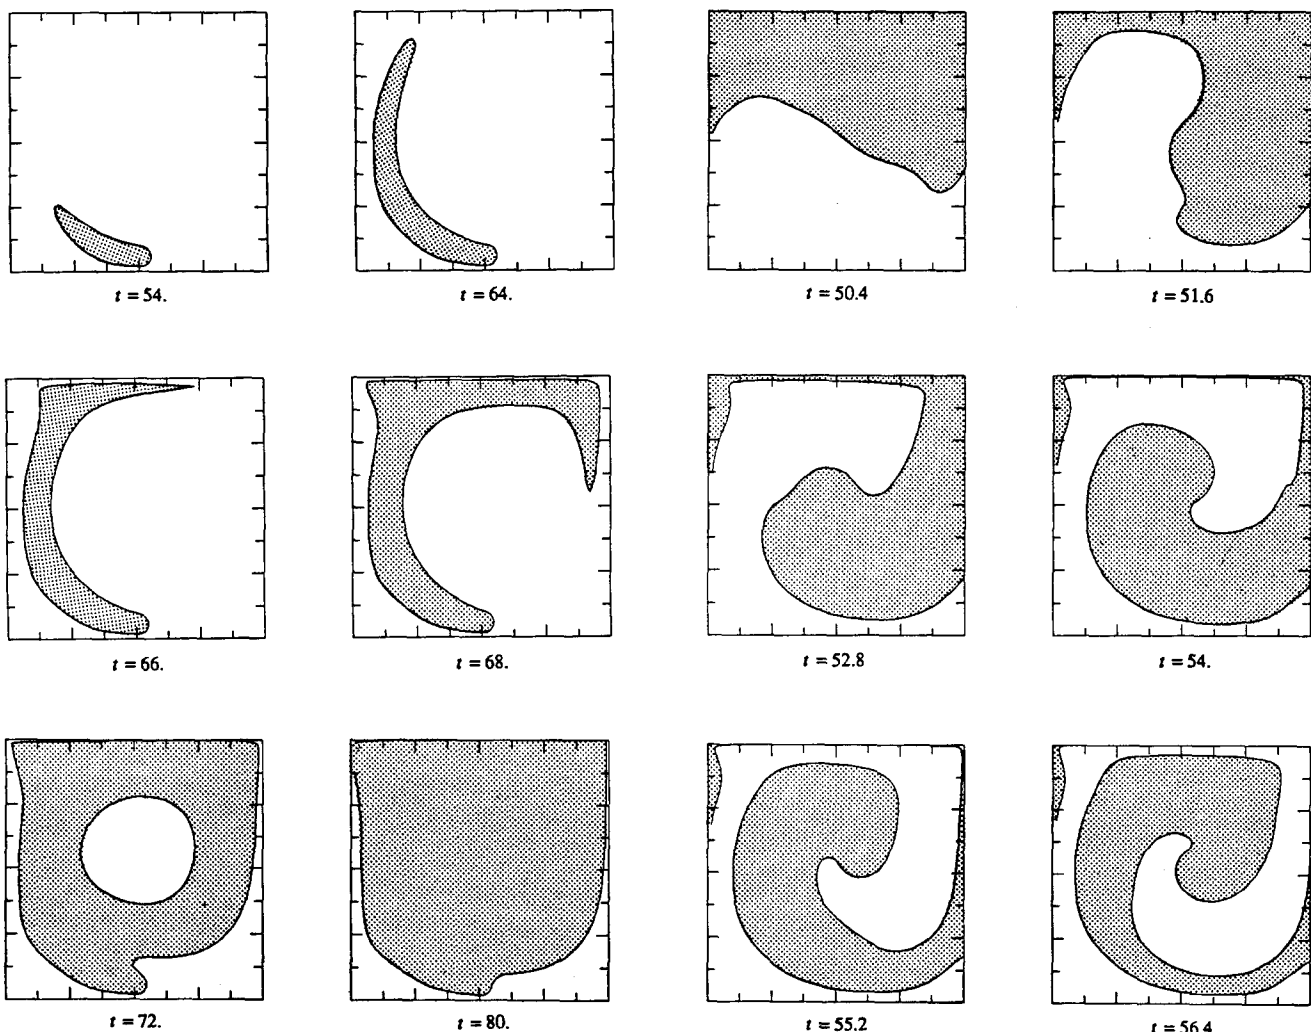 t = 54.
t = 64.
t = 50.4
t = 51.6
t = 66.
t = 68.
t = 52.8
t = 54.
t = 72.
t = 80.
t = 55.2
t = 56.4